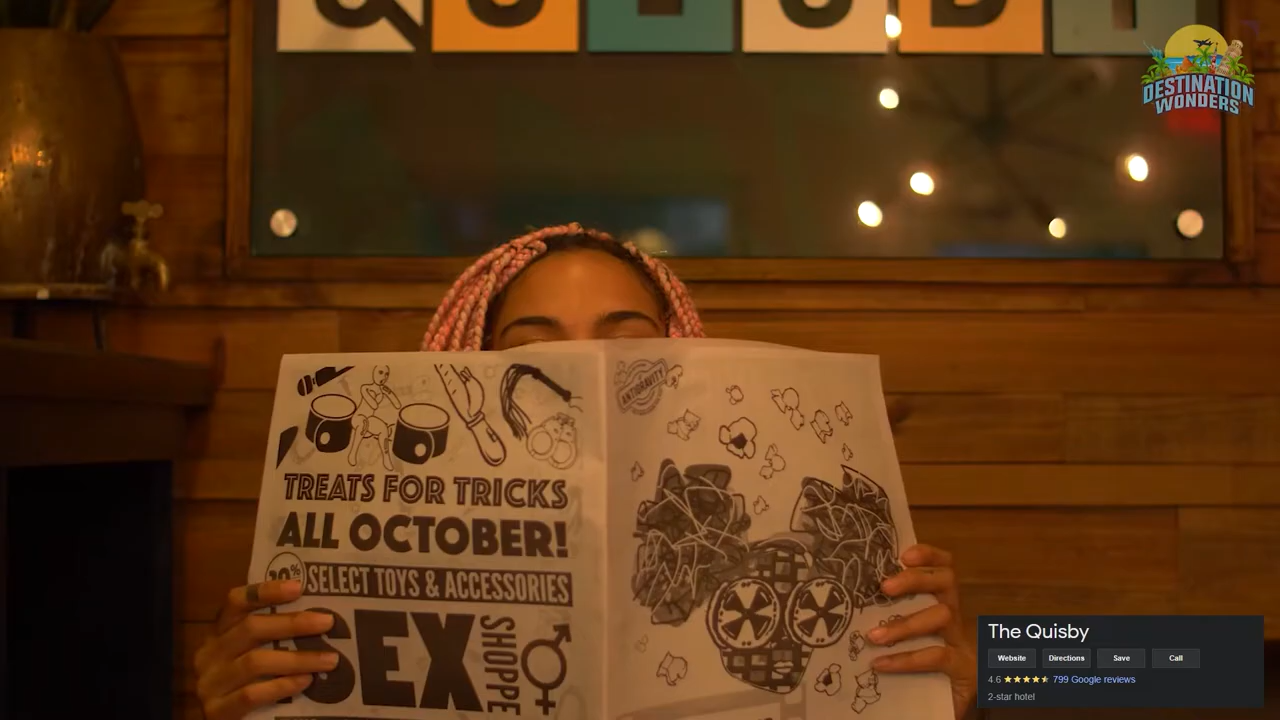 DESTINATION
WONDERS
ANTIGRAVITY
TREATS FOR TRICKS
ALL OCTOBER!
SELECT TOYS & ACCESSORIES
SEX
SHOPPE
The Quisby
Website
Directions
Save
Call
4.6
799 Google reviews
2-star hotel